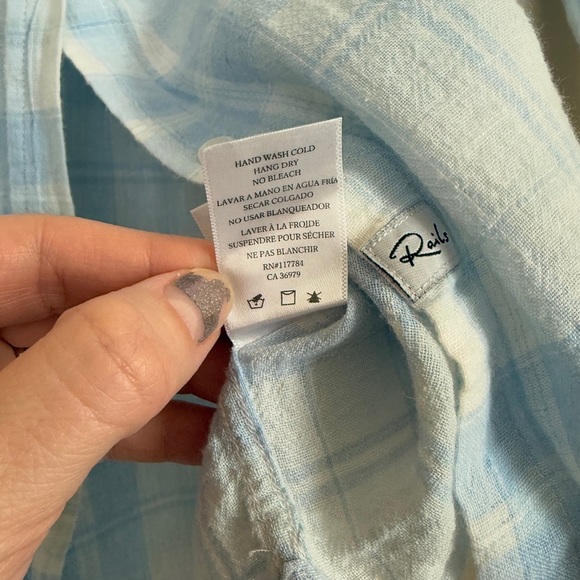 HAND WASH COLD
HANG DRY
NO BLEACH
LAVAR A MANO EN AGUA FRÍA
SECAR COLGADO
NO USAR BLANQUEADOR
LAVER À LA FROJDE
SUSPENDRE POUR SÉCHER
NE PAS BLANCHIR
RN#117784
CA 36979
Rails